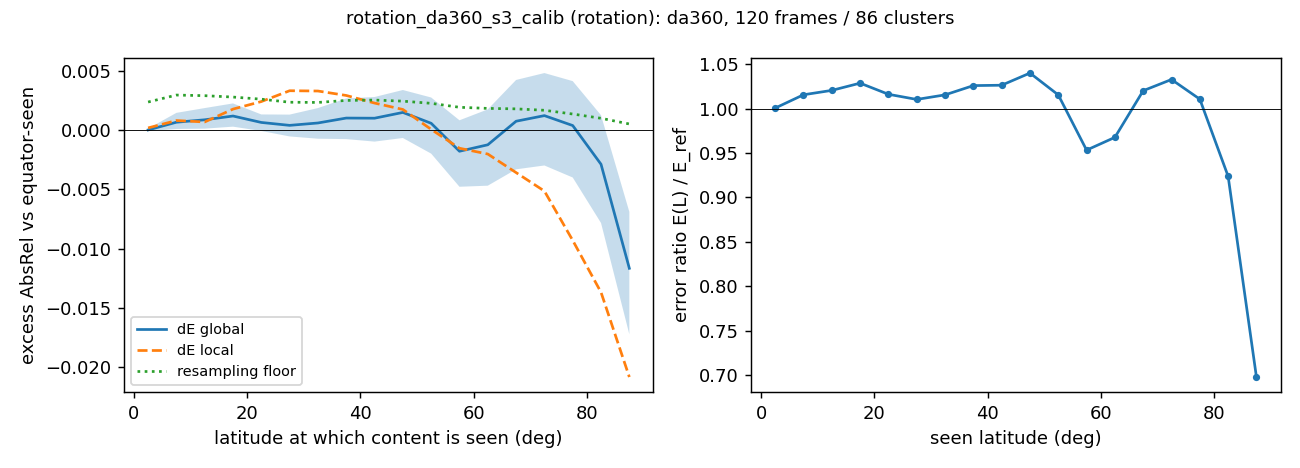 rotation_da360_s3_calib (rotation): da360, 120 frames / 86 clusters
excess AbsRel vs equator-seen
0.005
0.000
−0.005
−0.010
−0.015
−0.020
dE global
dE local
resampling floor
0 20 40 60 80
latitude at which content is seen (deg)
error ratio E(L) / E_ref
1.05
1.00
0.95
0.90
0.85
0.80
0.75
0.70
0 20 40 60 80
seen latitude (deg)